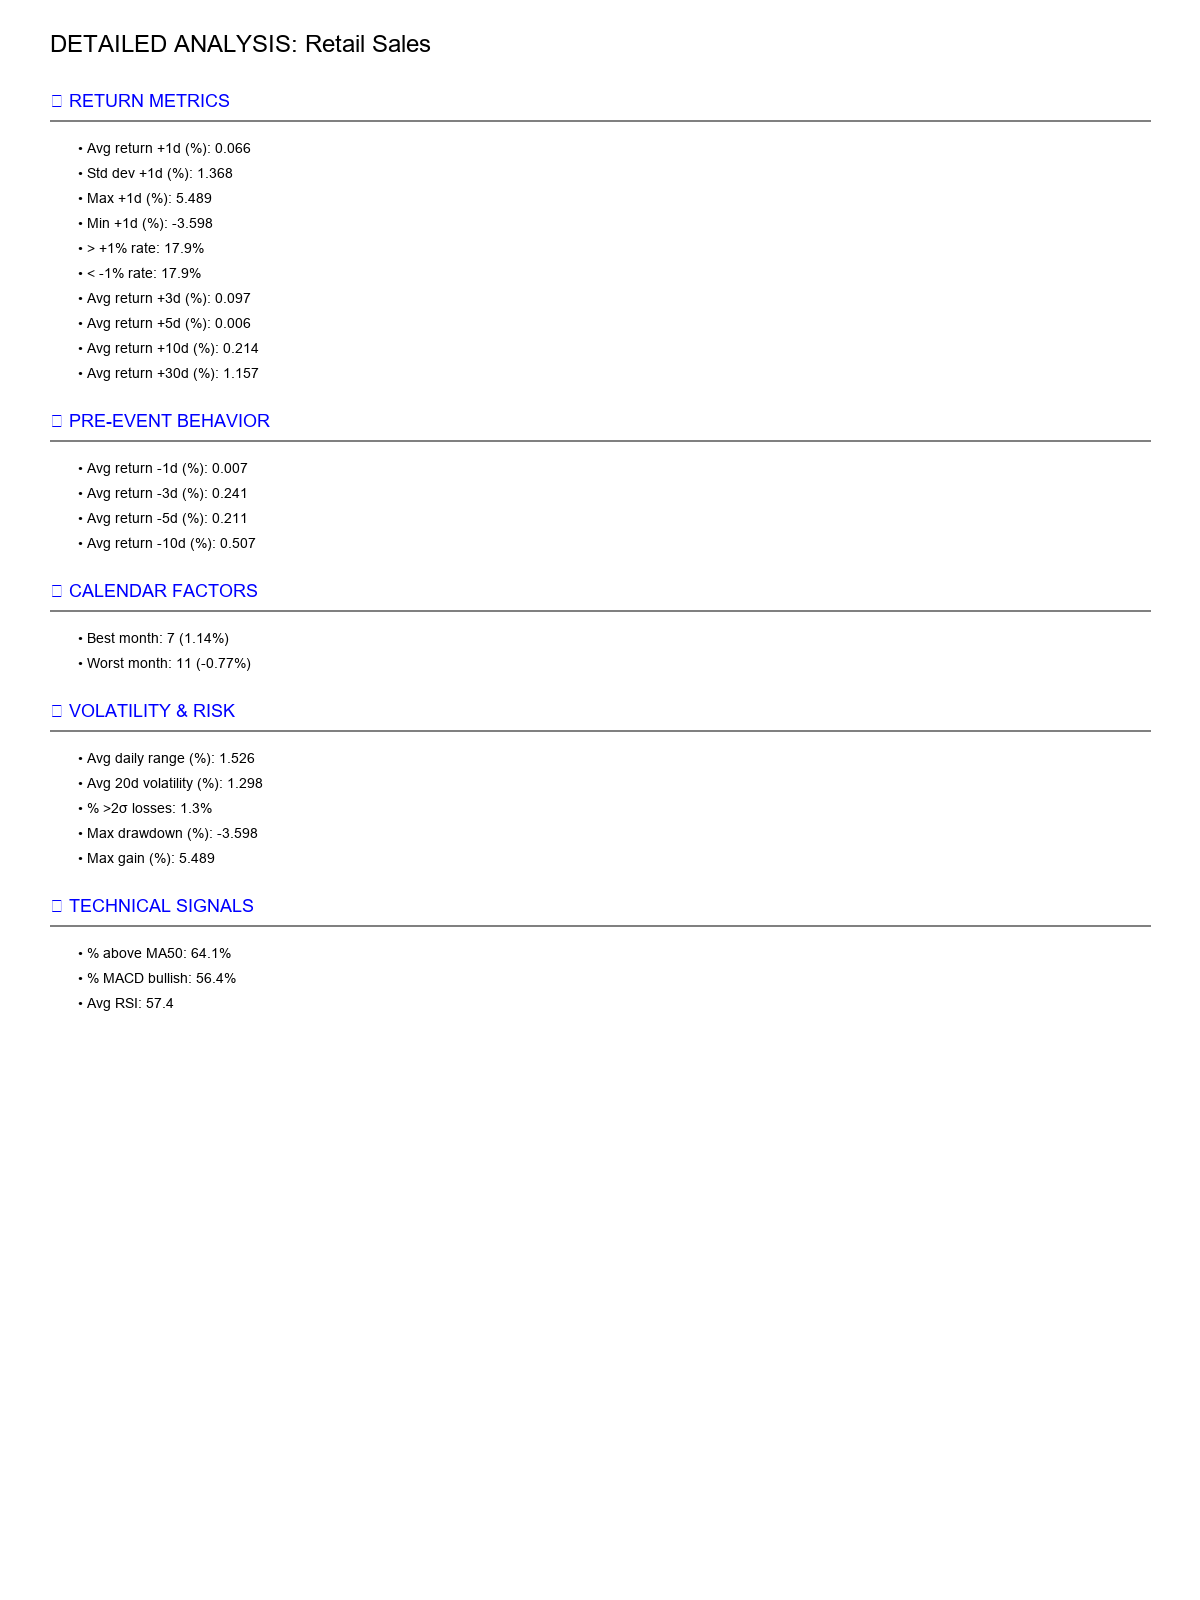 DETAILED ANALYSIS: Retail Sales
RETURN METRICS
• Avg return +1d (%): 0.066
• Std dev +1d (%): 1.368
• Max +1d (%): 5.489
• Min +1d (%): -3.598
• > +1% rate: 17.9%
• < -1% rate: 17.9%
• Avg return +3d (%): 0.097
• Avg return +5d (%): 0.006
• Avg return +10d (%): 0.214
• Avg return +30d (%): 1.157
PRE-EVENT BEHAVIOR
• Avg return -1d (%): 0.007
• Avg return -3d (%): 0.241
• Avg return -5d (%): 0.211
• Avg return -10d (%): 0.507
CALENDAR FACTORS
• Best month: 7 (1.14%)
• Worst month: 11 (-0.77%)
VOLATILITY & RISK
• Avg daily range (%): 1.526
• Avg 20d volatility (%): 1.298
• % >2σ losses: 1.3%
• Max drawdown (%): -3.598
• Max gain (%): 5.489
TECHNICAL SIGNALS
• % above MA50: 64.1%
• % MACD bullish: 56.4%
• Avg RSI: 57.4